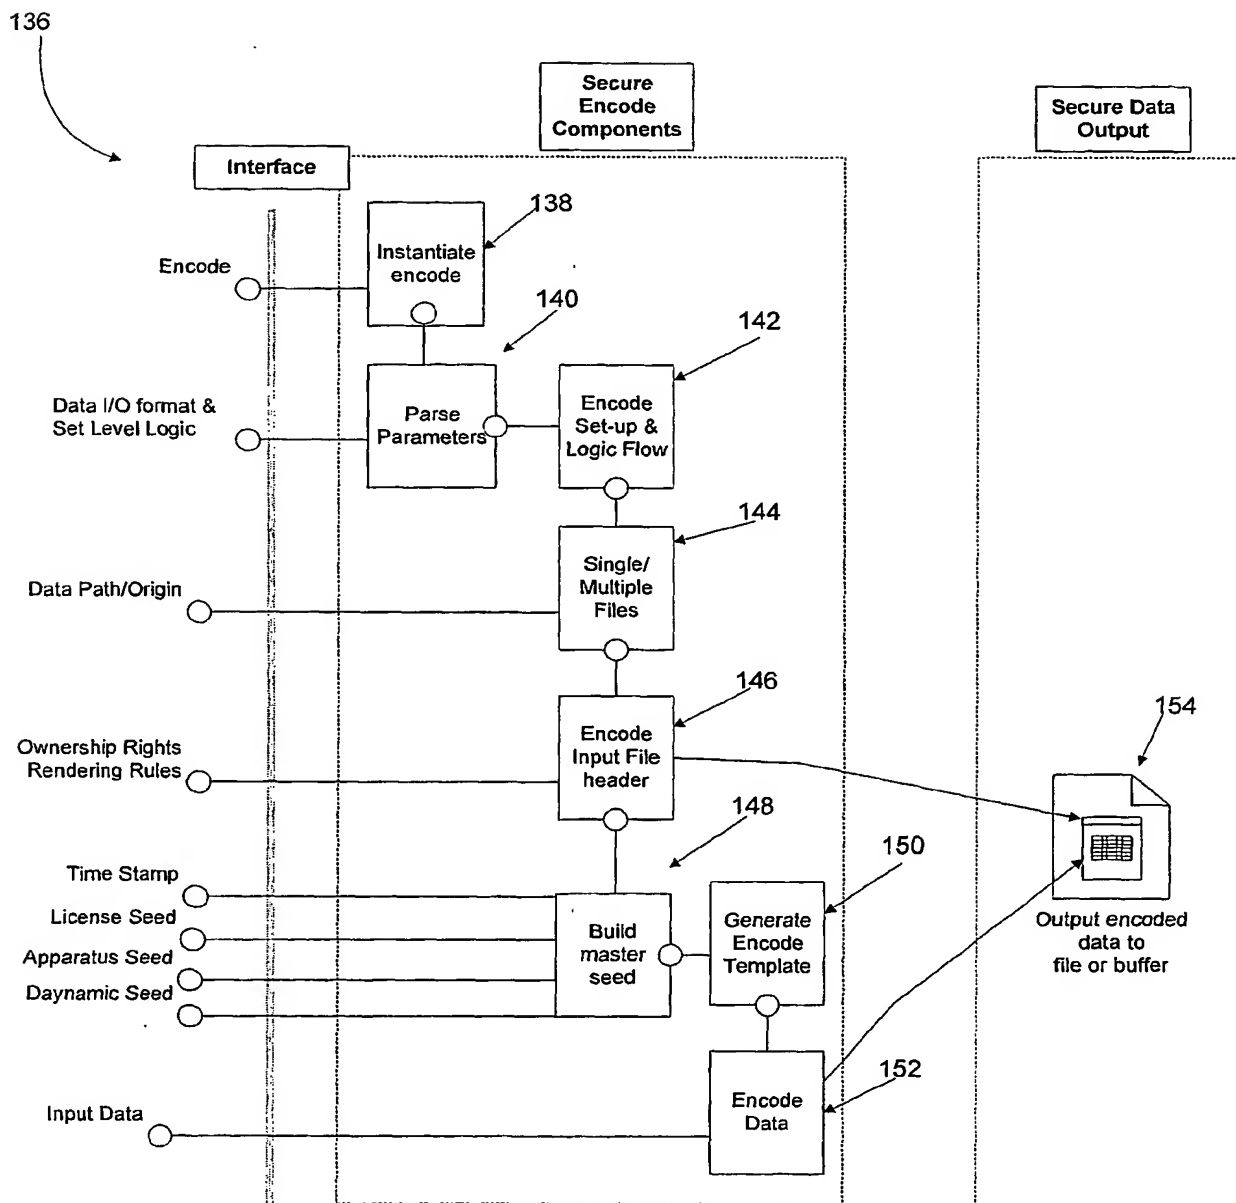 136
Secure
Encode
Components
Secure Data
Output
Interface
138
Instantiate
encode
Encode
140
142
Data I/O format &
Set Level Logic
Parse
Parameters
Encode
Set-up &
Logic Flow
144
Single/
Multiple
Files
Data Path/Origin
146
154
Ownership Rights
Rendering Rules
Encode
Input File
header
148
150
Time Stamp
License Seed
Apparatus Seed
Daynamic Seed
Build
master
seed
Generate
Encode
Template
Output encoded
data to
file or buffer
152
Input Data
Encode
Data